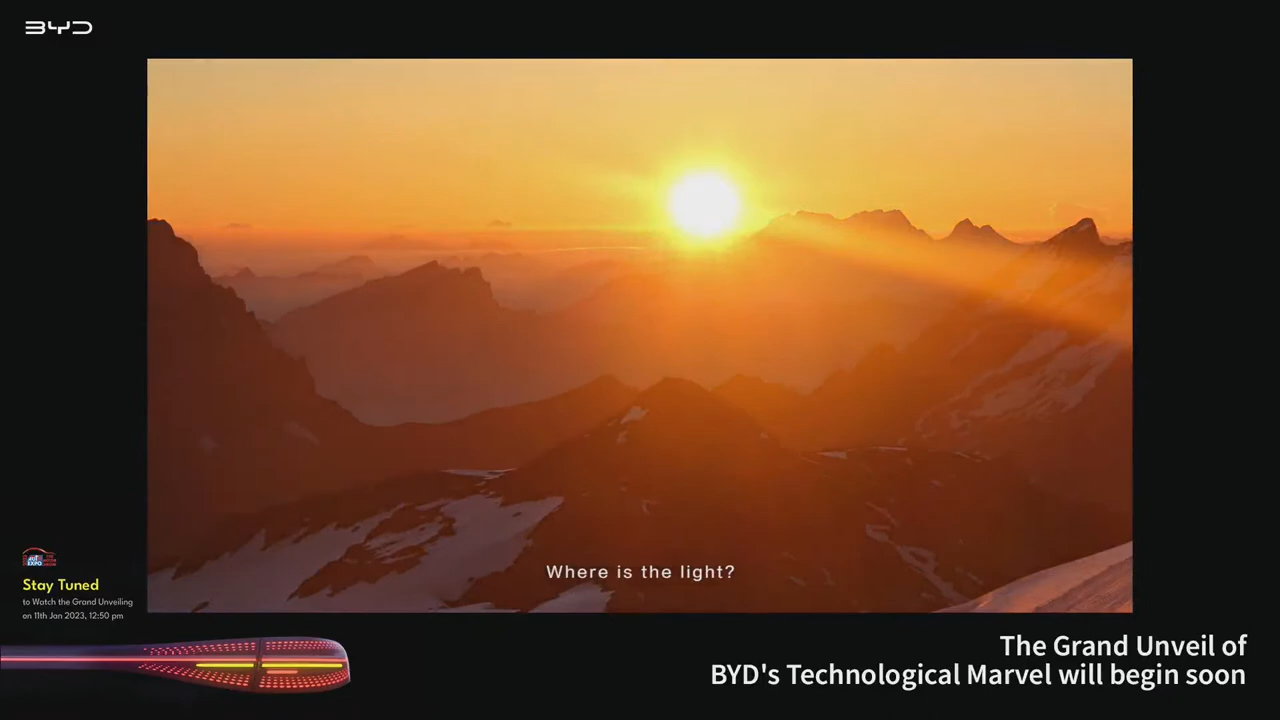 BYD
Where is the light?
EXPO
Stay Tuned
to Watch the Grand Unveiling
on 11th Jan 2023, 12:50 pm
The Grand Unveil of
BYD's Technological Marvel will begin soon